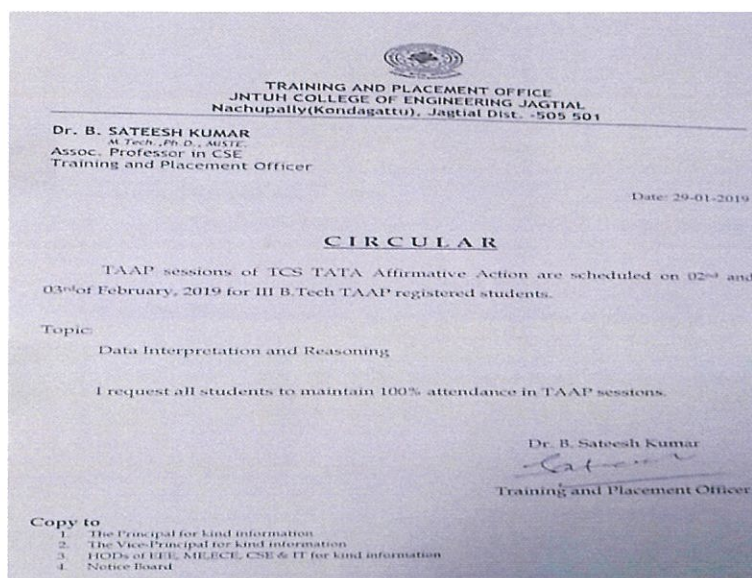 TRAINING AND PLACEMENT OFFICE
JNTUH COLLEGE OF ENGINEERING JAGTIAL
Nachupally(Kondagattu), Jagtial Dist. -505 501
Dr. B. SATEESH KUMAR
M.Tech.,Ph.D., MISTE.
Assoc. Professor in CSE
Training and Placement Officer
Date: 29-01-2019
CIRCULAR
TAAP sessions of TCS TATA Affirmative Action are scheduled on 02nd and
03rd of February, 2019 for III B.Tech TAAP registered students.
Topic:
Data Interpretation and Reasoning
I request all students to maintain 100% attendance in TAAP sessions.
Dr. B. Sateesh Kumar
Training and Placement Officer
Copy to
1. The Principal for kind information
2. The Vice-Principal for kind information
3. HODs of EEE, ME,ECE, CSE & IT for kind information
4. Notice Board